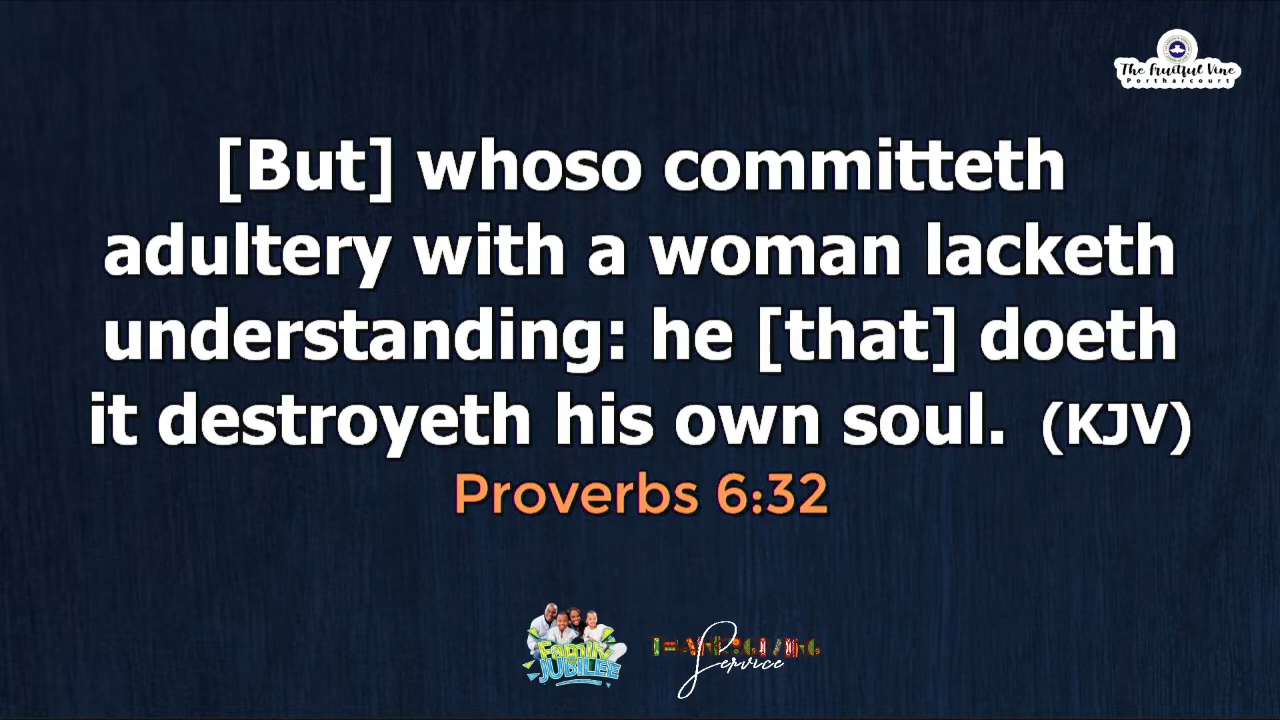 The fruitful Vine
Portharcourt
[But] whoso committeth
adultery with a woman lacketh
understanding: he [that] doeth
it destroyeth his own soul. (KJV)
Proverbs 6:32
Family
JUBILEE
Service